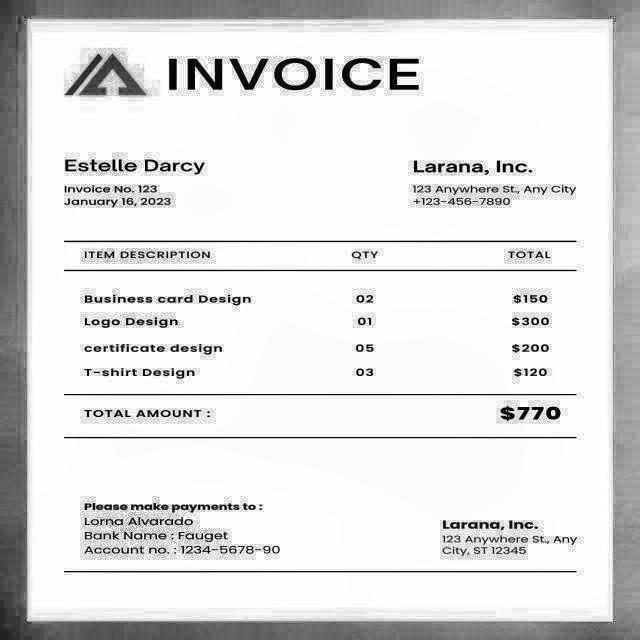 INVOICE
Estelle Darcy
Invoice No. 123
January 16, 2023
Larana, Inc.
123 Anywhere St., Any City
+123-456-7890
ITEM DESCRIPTION QTY TOTAL
Business card Design 02 $150
Logo Design 01 $300
certificate design 05 $200
T-shirt Design 03 $120
TOTAL AMOUNT : $770
Please make payments to :
Lorna Alvarado
Bank Name : Fauget
Account no. : 1234-5678-90
Larana, Inc.
123 Anywhere St., Any
City, ST 12345